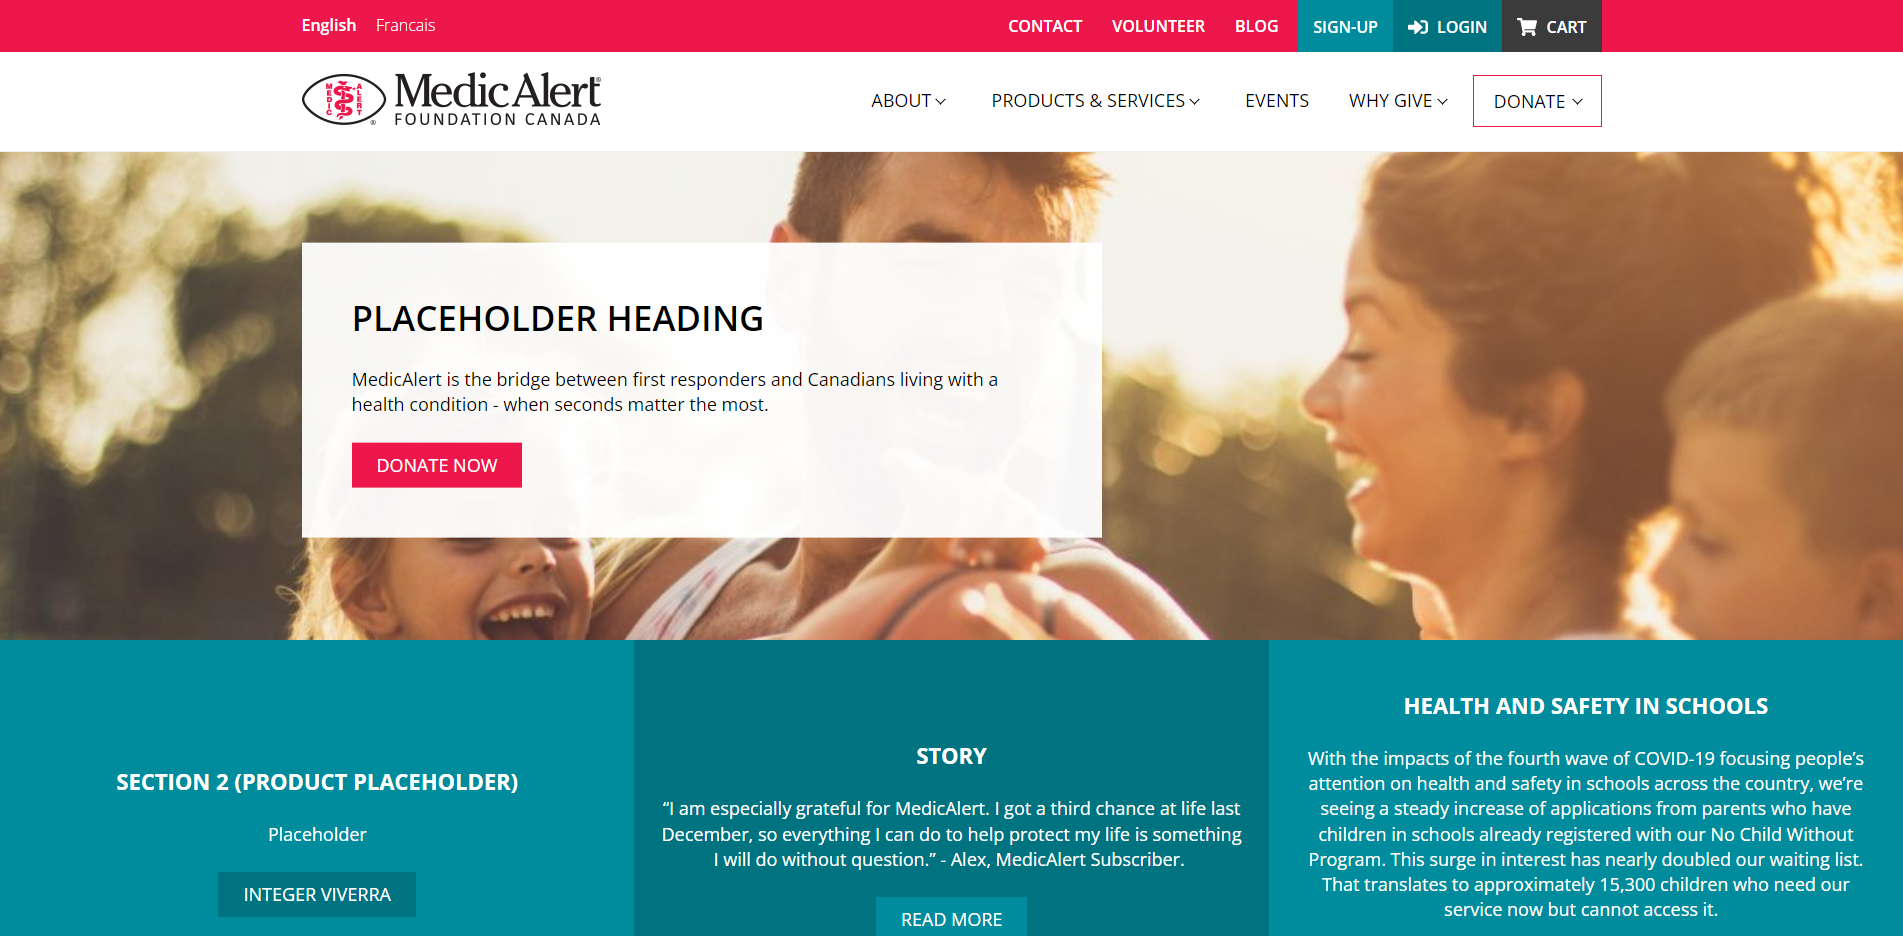 English Francais
CONTACT VOLUNTEER BLOG SIGN-UP LOGIN CART
MEDIC ALERT
MedicAlert®
FOUNDATION CANADA
®
ABOUT PRODUCTS & SERVICES EVENTS WHY GIVE DONATE
PLACEHOLDER HEADING
MedicAlert is the bridge between first responders and Canadians living with a
health condition - when seconds matter the most.
DONATE NOW
SECTION 2 (PRODUCT PLACEHOLDER)
Placeholder
INTEGER VIVERRA
STORY
“I am especially grateful for MedicAlert. I got a third chance at life last
December, so everything I can do to help protect my life is something
I will do without question.” - Alex, MedicAlert Subscriber.
READ MORE
HEALTH AND SAFETY IN SCHOOLS
With the impacts of the fourth wave of COVID-19 focusing people’s
attention on health and safety in schools across the country, we’re
seeing a steady increase of applications from parents who have
children in schools already registered with our No Child Without
Program. This surge in interest has nearly doubled our waiting list.
That translates to approximately 15,300 children who need our
service now but cannot access it.